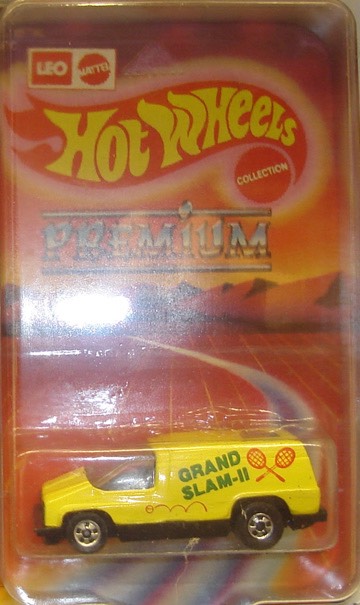 LEO MATTEL
HOT WHEELS
COLLECTION
PREMIUM
GRAND
SLAM-II